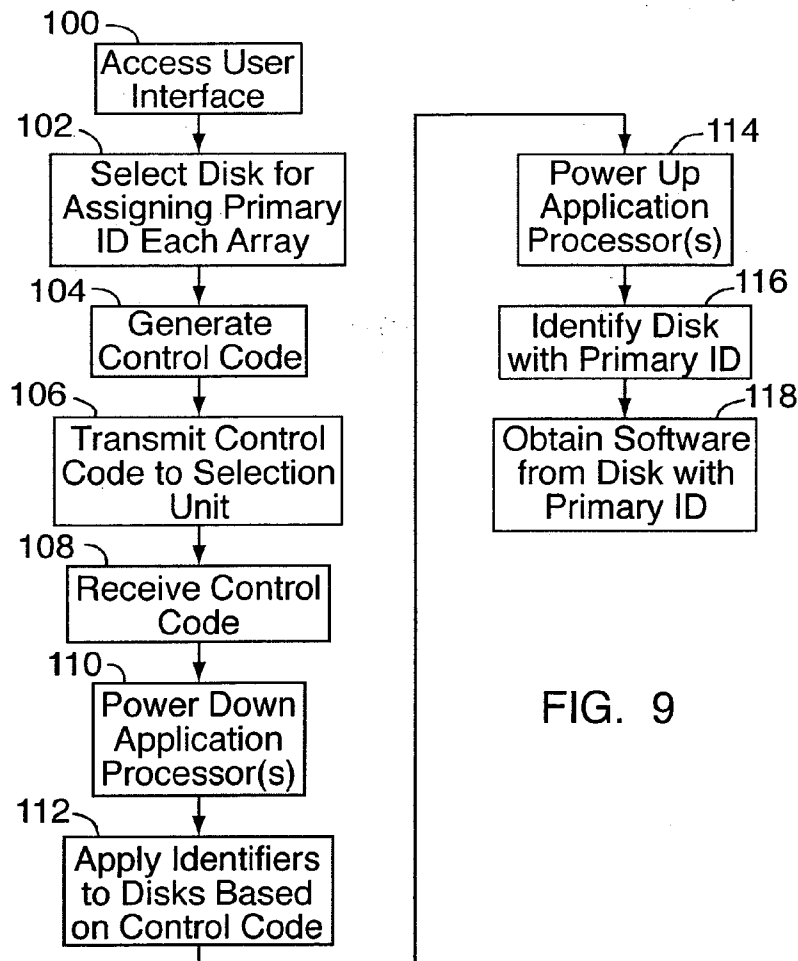 100
Access User
Interface
102
Select Disk for
Assigning Primary
ID Each Array
104
Generate
Control Code
106
Transmit Control
Code to Selection
Unit
108
Receive Control
Code
110
Power Down
Application
Processor(s)
112
Apply Identifiers
to Disks Based
on Control Code
114
Power Up
Application
Processor(s)
116
Identify Disk
with Primary ID
118
Obtain Software
from Disk with
Primary ID
FIG. 9